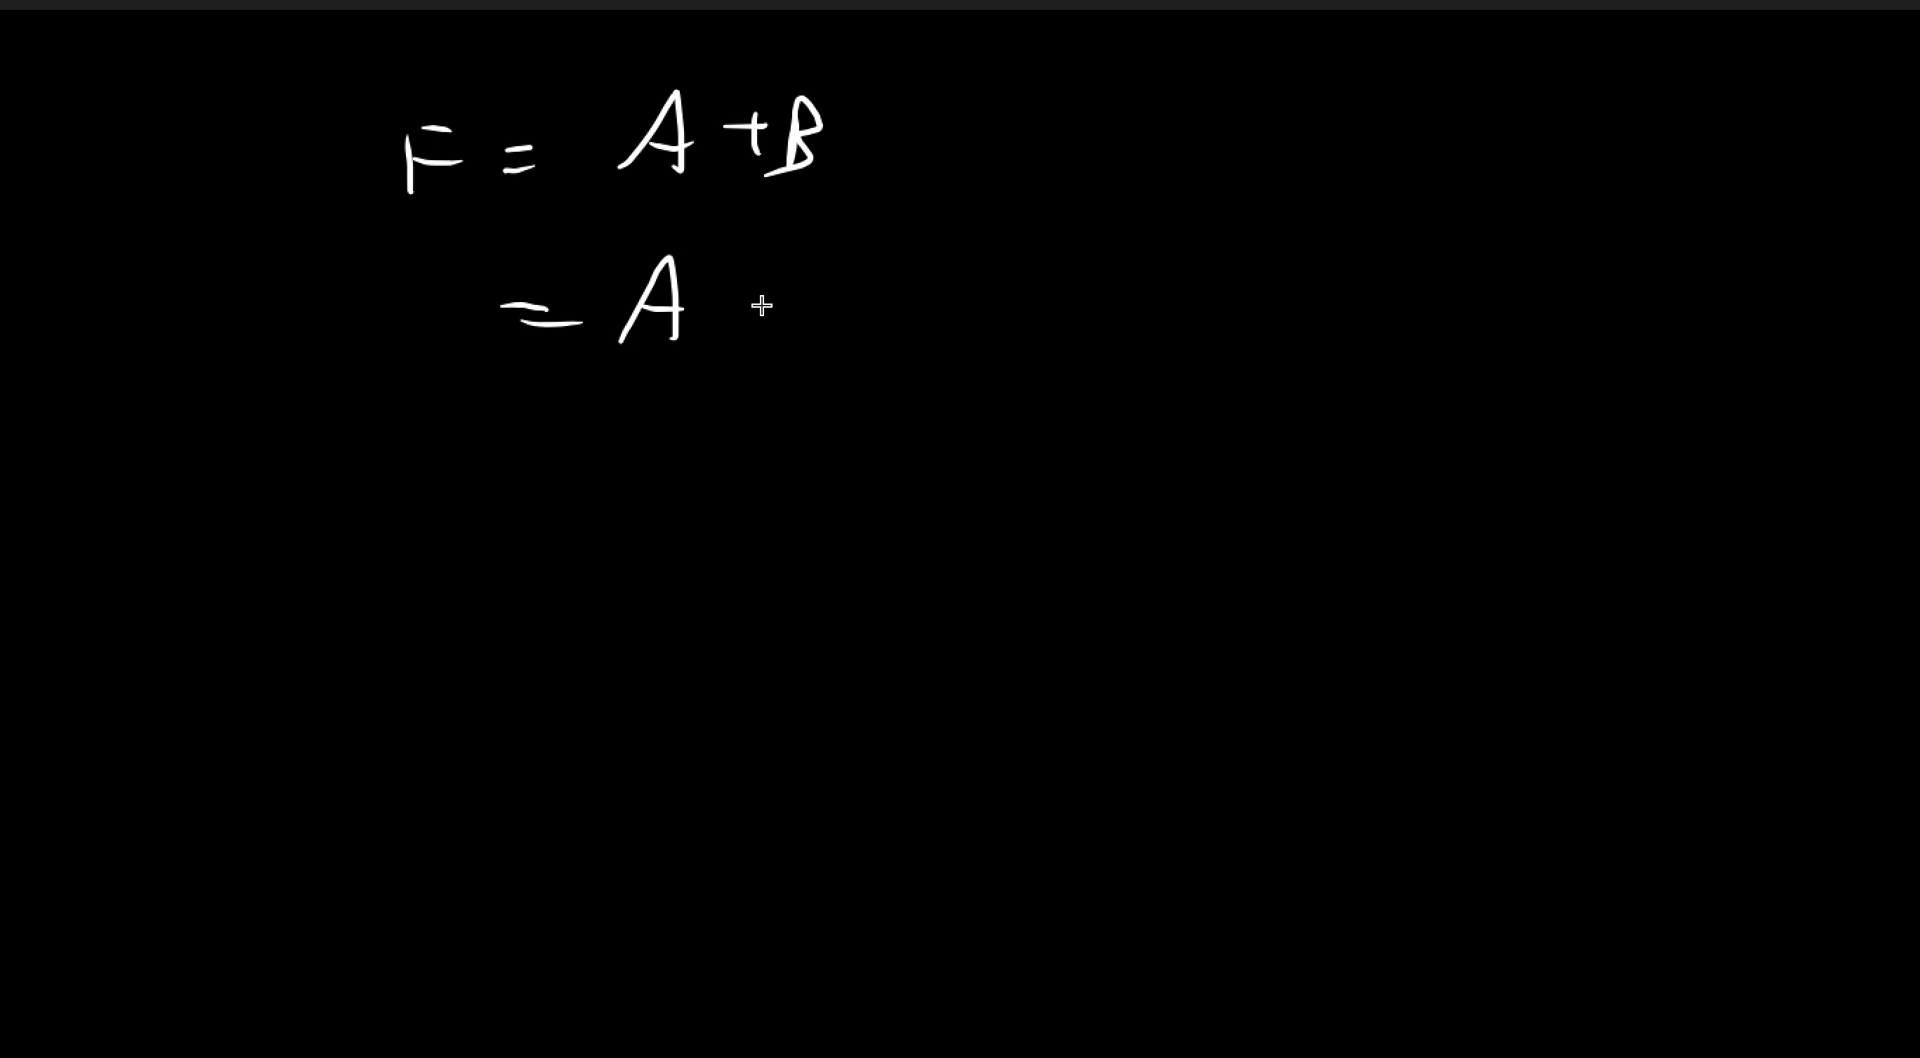 F = A + B
= A